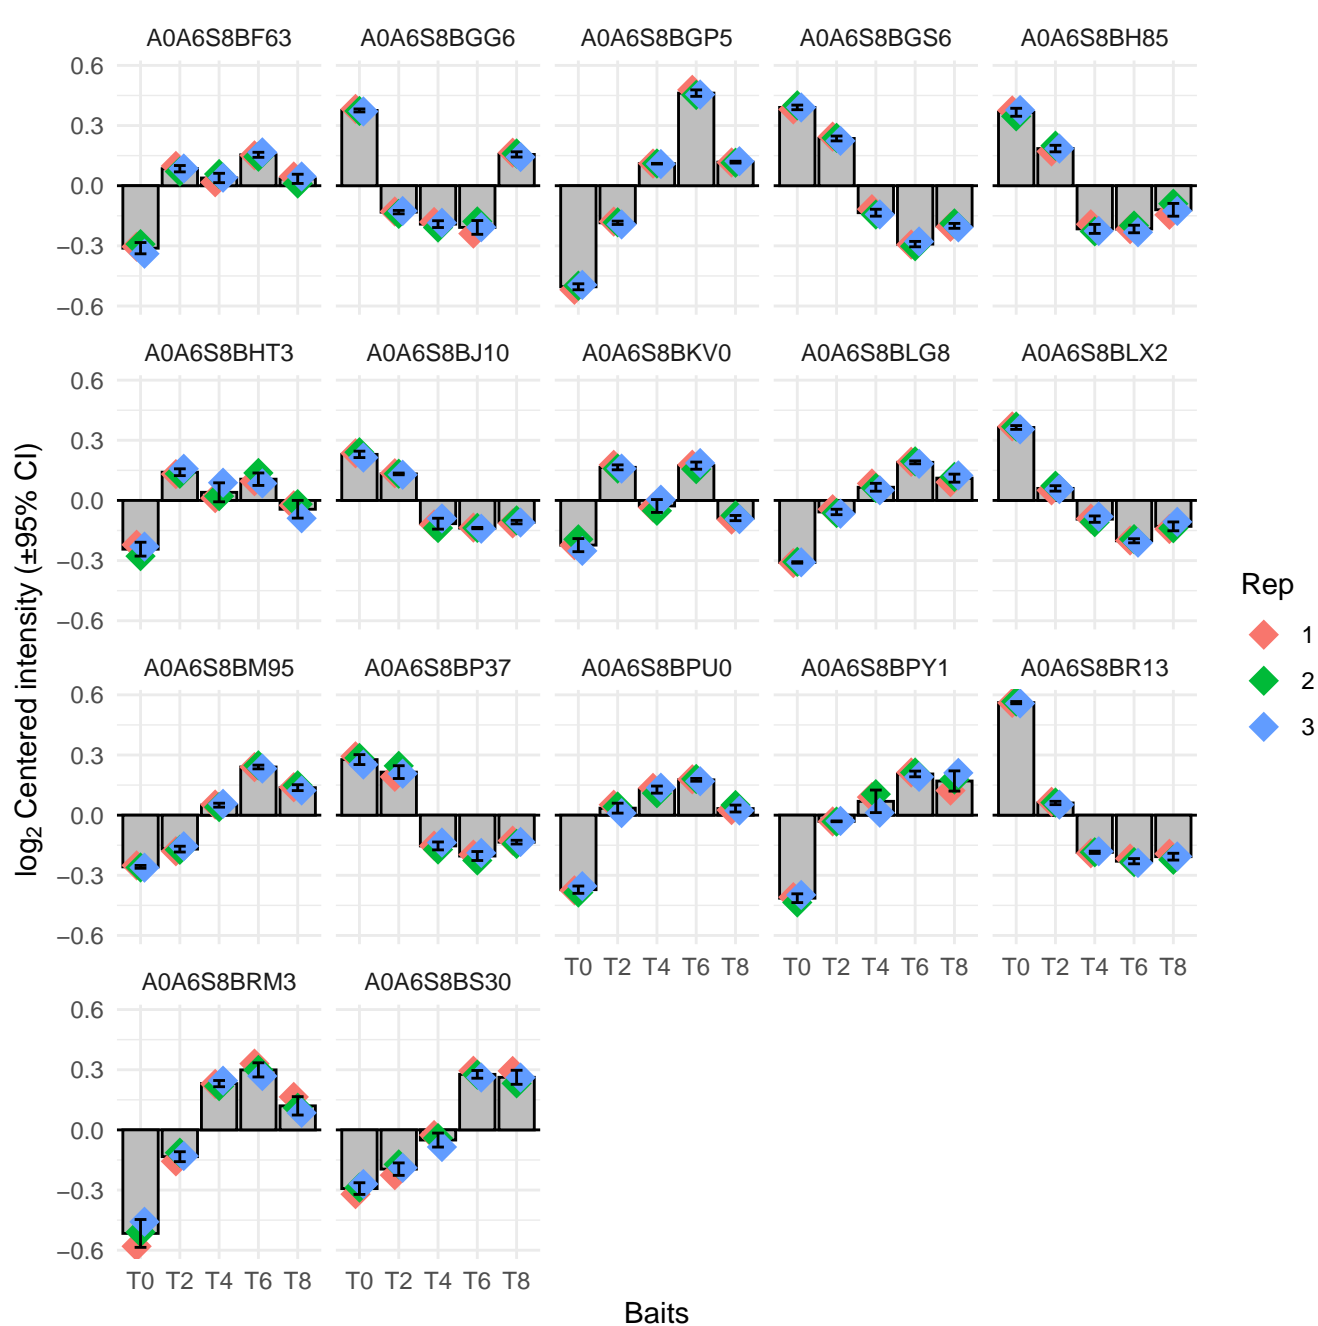 A0A6S8BF63 A0A6S8BGG6 A0A6S8BGP5 A0A6S8BGS6 A0A6S8BH85
0.6
0.3
0.0
−0.3
−0.6
A0A6S8BHT3 A0A6S8BJ10 A0A6S8BKV0 A0A6S8BLG8 A0A6S8BLX2
0.6
0.3
0.0
−0.3
−0.6
log2 Centered intensity (±95% CI)
Rep
1
2
3
A0A6S8BM95 A0A6S8BP37 A0A6S8BPU0 A0A6S8BPY1 A0A6S8BR13
0.6
0.3
0.0
−0.3
−0.6
T0 T2 T4 T6 T8 T0 T2 T4 T6 T8 T0 T2 T4 T6 T8
A0A6S8BRM3 A0A6S8BS30
0.6
0.3
0.0
−0.3
−0.6
T0 T2 T4 T6 T8 T0 T2 T4 T6 T8
Baits